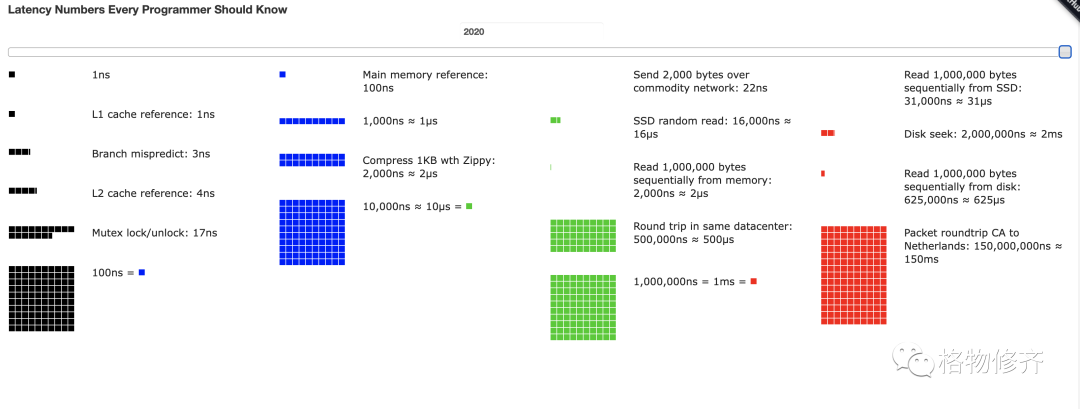 Latency Numbers Every Programmer Should Know
2020
1ns
L1 cache reference: 1ns
Branch mispredict: 3ns
L2 cache reference: 4ns
Mutex lock/unlock: 17ns
100ns =
Main memory reference:
100ns
1,000ns ≈ 1μs
Compress 1KB wth Zippy:
2,000ns ≈ 2μs
10,000ns ≈ 10μs =
Send 2,000 bytes over
commodity network: 22ns
SSD random read: 16,000ns ≈
16μs
Read 1,000,000 bytes
sequentially from memory:
2,000ns ≈ 2μs
Round trip in same datacenter:
500,000ns ≈ 500μs
1,000,000ns = 1ms =
Read 1,000,000 bytes
sequentially from SSD:
31,000ns ≈ 31μs
Disk seek: 2,000,000ns ≈ 2ms
Read 1,000,000 bytes
sequentially from disk:
625,000ns ≈ 625μs
Packet roundtrip CA to
Netherlands: 150,000,000ns ≈
150ms
格物修齐